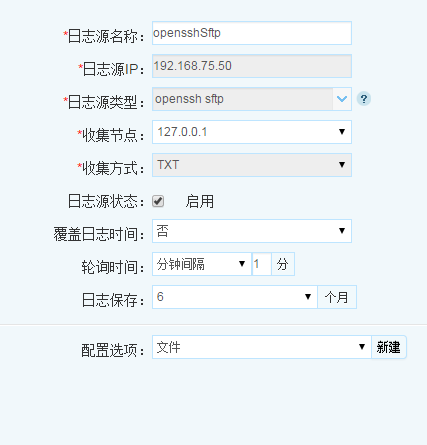 *日志源名称： opensshSftp
*日志源IP： 192.168.75.50
*日志源类型： openssh sftp ?
*收集节点： 127.0.0.1
*收集方式： TXT
日志源状态： 启用
覆盖日志时间： 否
轮询时间： 分钟间隔 1 分
日志保存： 6 个月
配置选项： 文件 新建